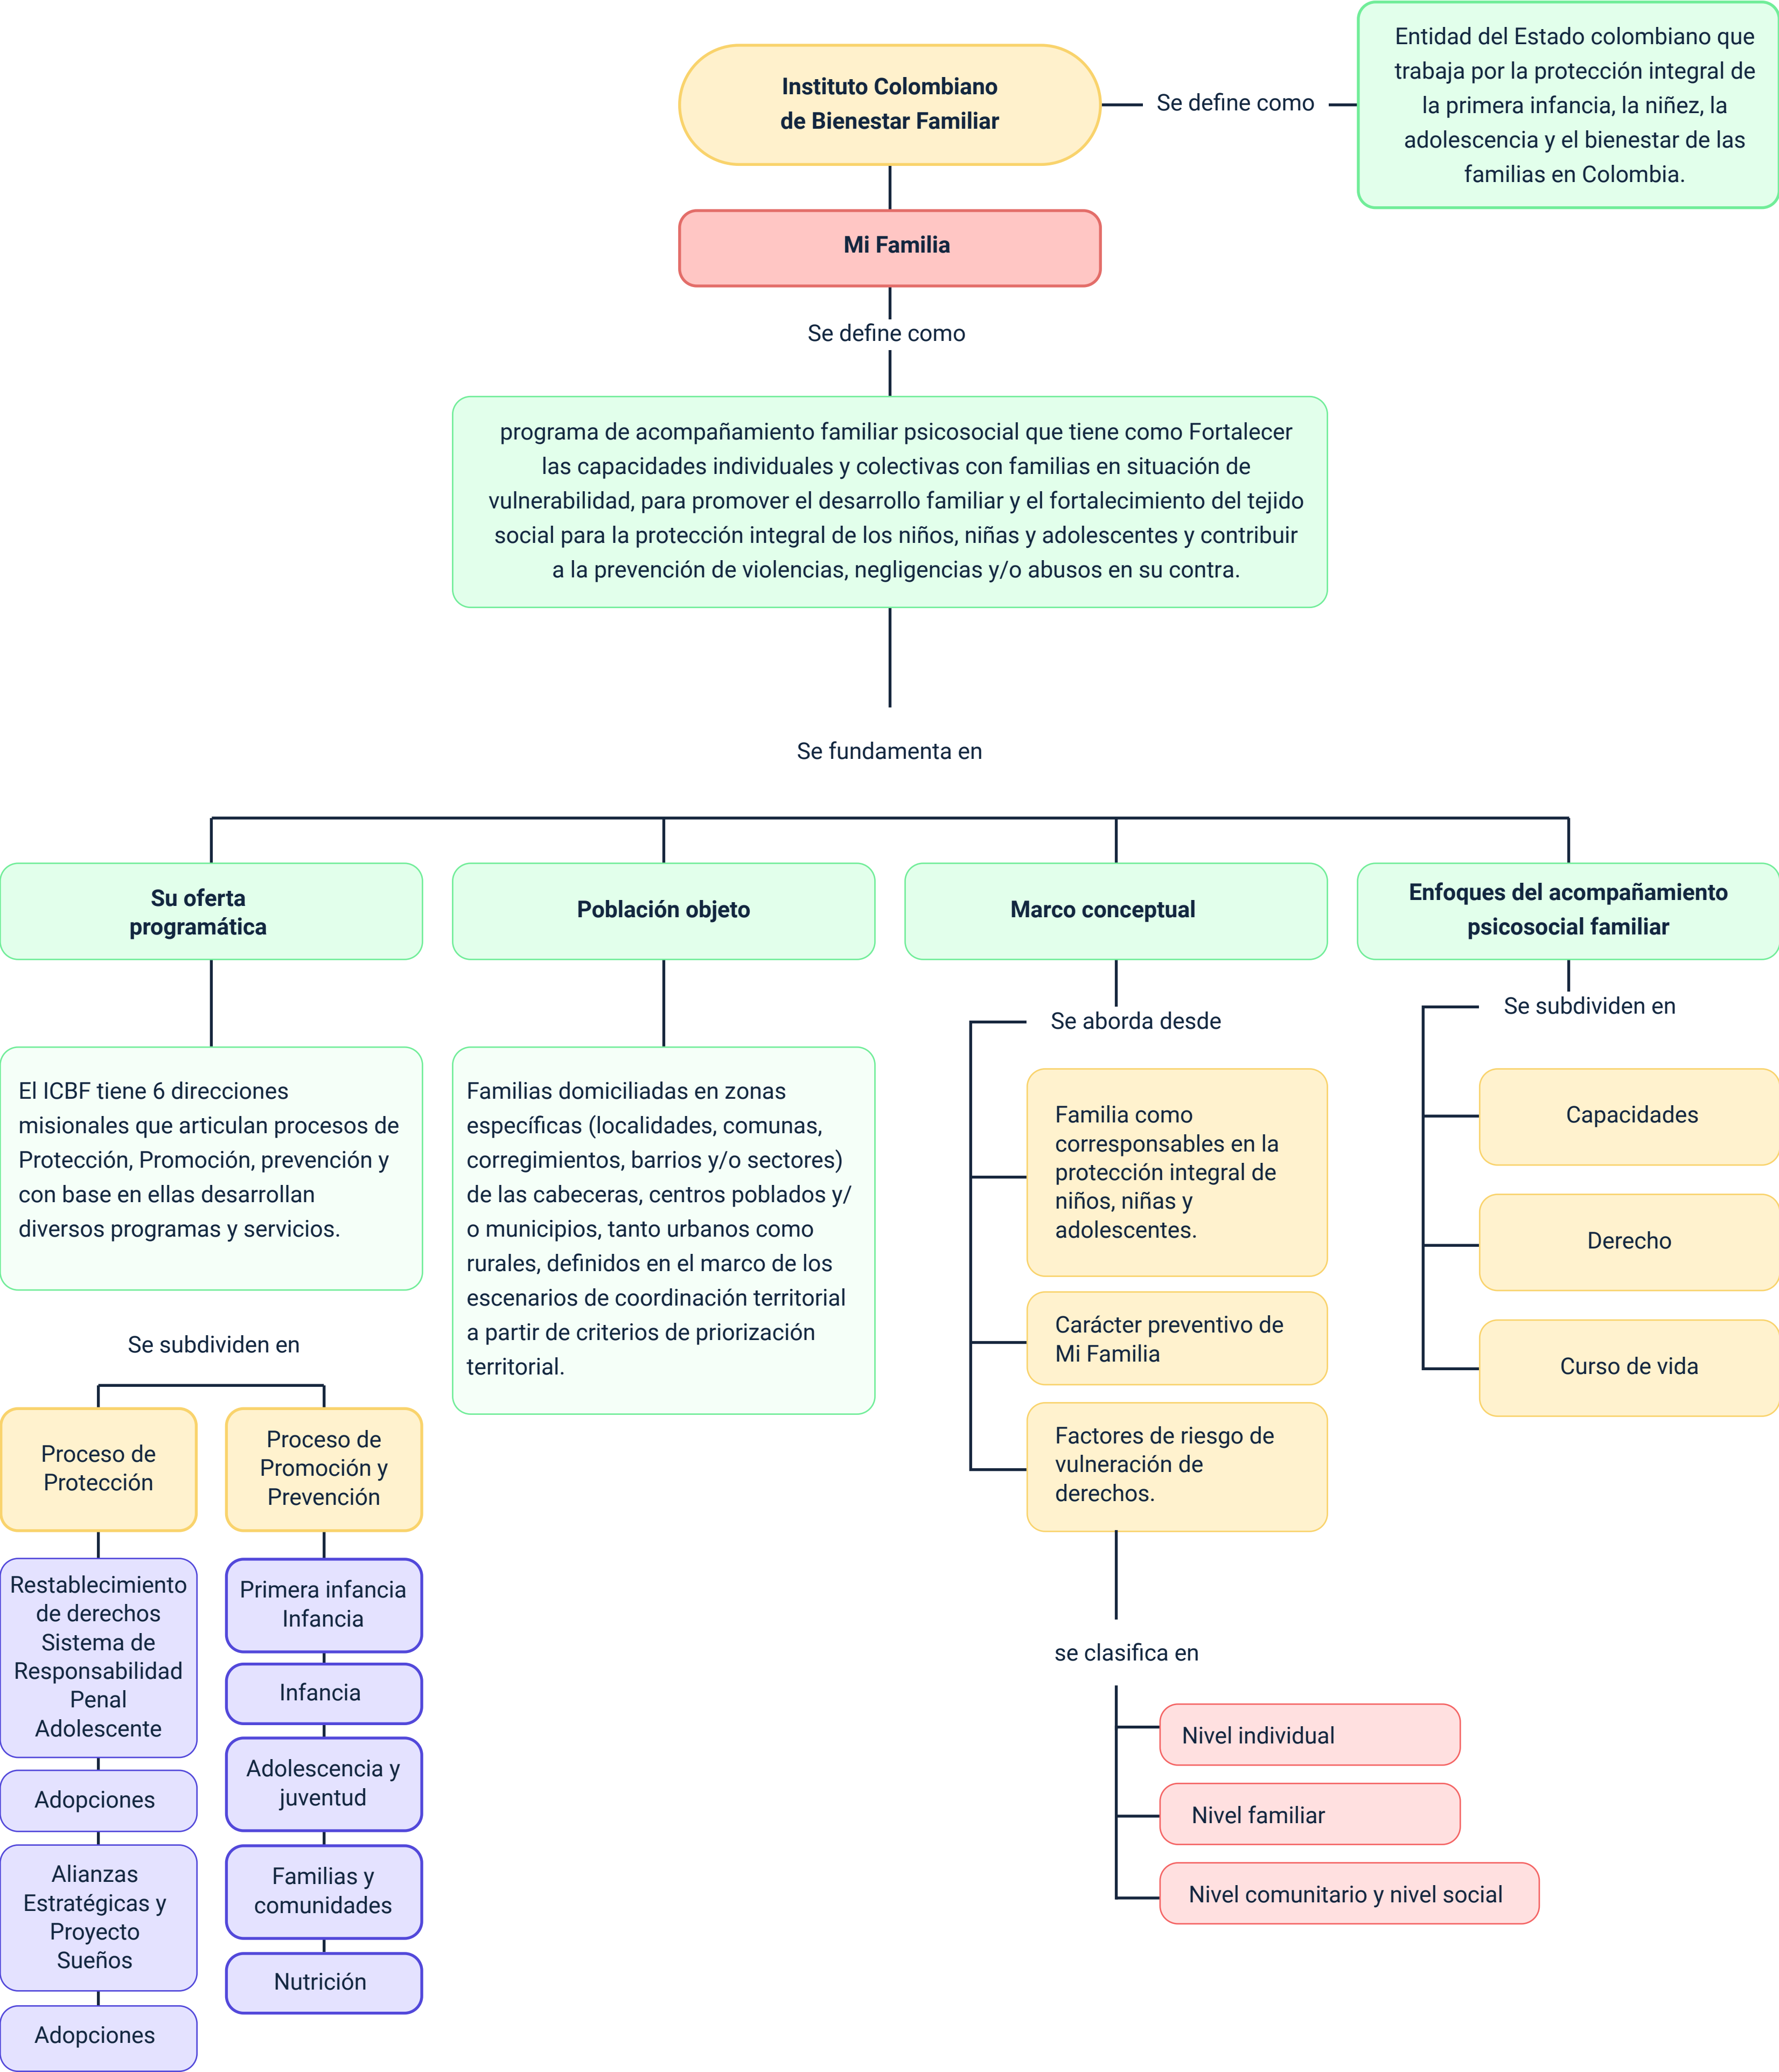 Instituto Colombiano
de Bienestar Familiar
Se define como
Entidad del Estado colombiano que
trabaja por la protección integral de
la primera infancia, la niñez, la
adolescencia y el bienestar de las
familias en Colombia.
Mi Familia
Se define como
programa de acompañamiento familiar psicosocial que tiene como Fortalecer
las capacidades individuales y colectivas con familias en situación de
vulnerabilidad, para promover el desarrollo familiar y el fortalecimiento del tejido
social para la protección integral de los niños, niñas y adolescentes y contribuir
a la prevención de violencias, negligencias y/o abusos en su contra.
Se fundamenta en
Su oferta
programática
El ICBF tiene 6 direcciones
misionales que articulan procesos de
Protección, Promoción, prevención y
con base en ellas desarrollan
diversos programas y servicios.
Se subdividen en
Proceso de
Protección
Restablecimiento
de derechos
Sistema de
Responsabilidad
Penal
Adolescente
Adopciones
Alianzas
Estratégicas y
Proyecto
Sueños
Adopciones
Proceso de
Promoción y
Prevención
Primera infancia
Infancia
Infancia
Adolescencia y
juventud
Familias y
comunidades
Nutrición
Población objeto
Familias domiciliadas en zonas
específicas (localidades, comunas,
corregimientos, barrios y/o sectores)
de las cabeceras, centros poblados y/
o municipios, tanto urbanos como
rurales, definidos en el marco de los
escenarios de coordinación territorial
a partir de criterios de priorización
territorial.
Marco conceptual
Se aborda desde
Familia como
corresponsables en la
protección integral de
niños, niñas y
adolescentes.
Carácter preventivo de
Mi Familia
Factores de riesgo de
vulneración de
derechos.
se clasifica en
Nivel individual
Nivel familiar
Nivel comunitario y nivel social
Enfoques del acompañamiento
psicosocial familiar
Se subdividen en
Capacidades
Derecho
Curso de vida